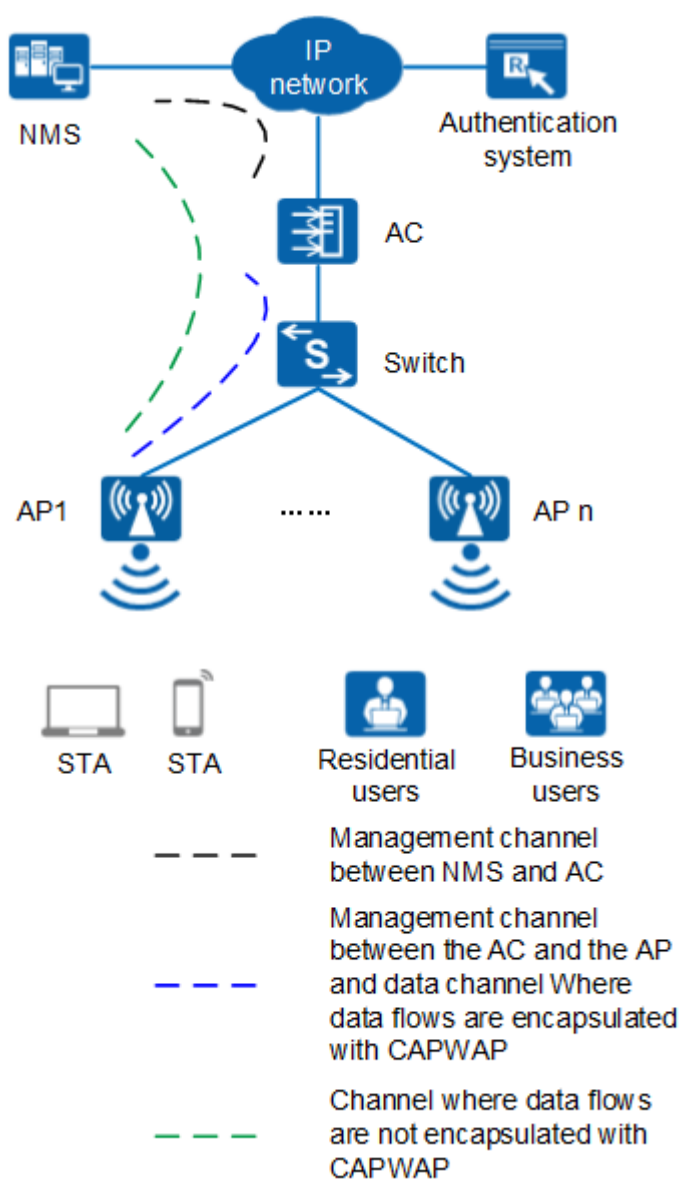 IP
network
NMS
R
Authentication
system
AC
S
Switch
AP1
... ...
AP n
STA
STA
Residential
users
Business
users
Management channel
between NMS and AC
Management channel
between the AC and the AP
and data channel Where
data flows are encapsulated
with CAPWAP
Channel where data flows
are not encapsulated with
CAPWAP